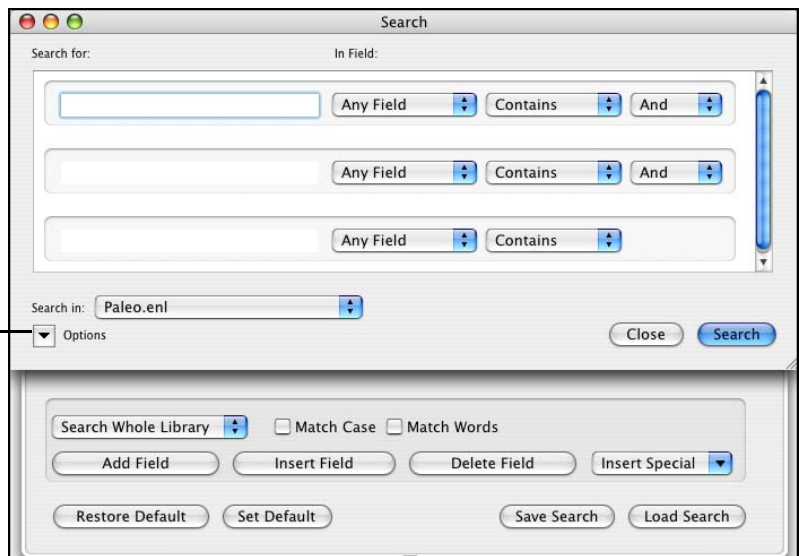 Search
Search for: In Field:
Any Field Contains And
Any Field Contains And
Any Field Contains
Search in: Paleo.enl
Options Close Search
Search Whole Library Match Case Match Words
Add Field Insert Field Delete Field Insert Special
Restore Default Set Default Save Search Load Search